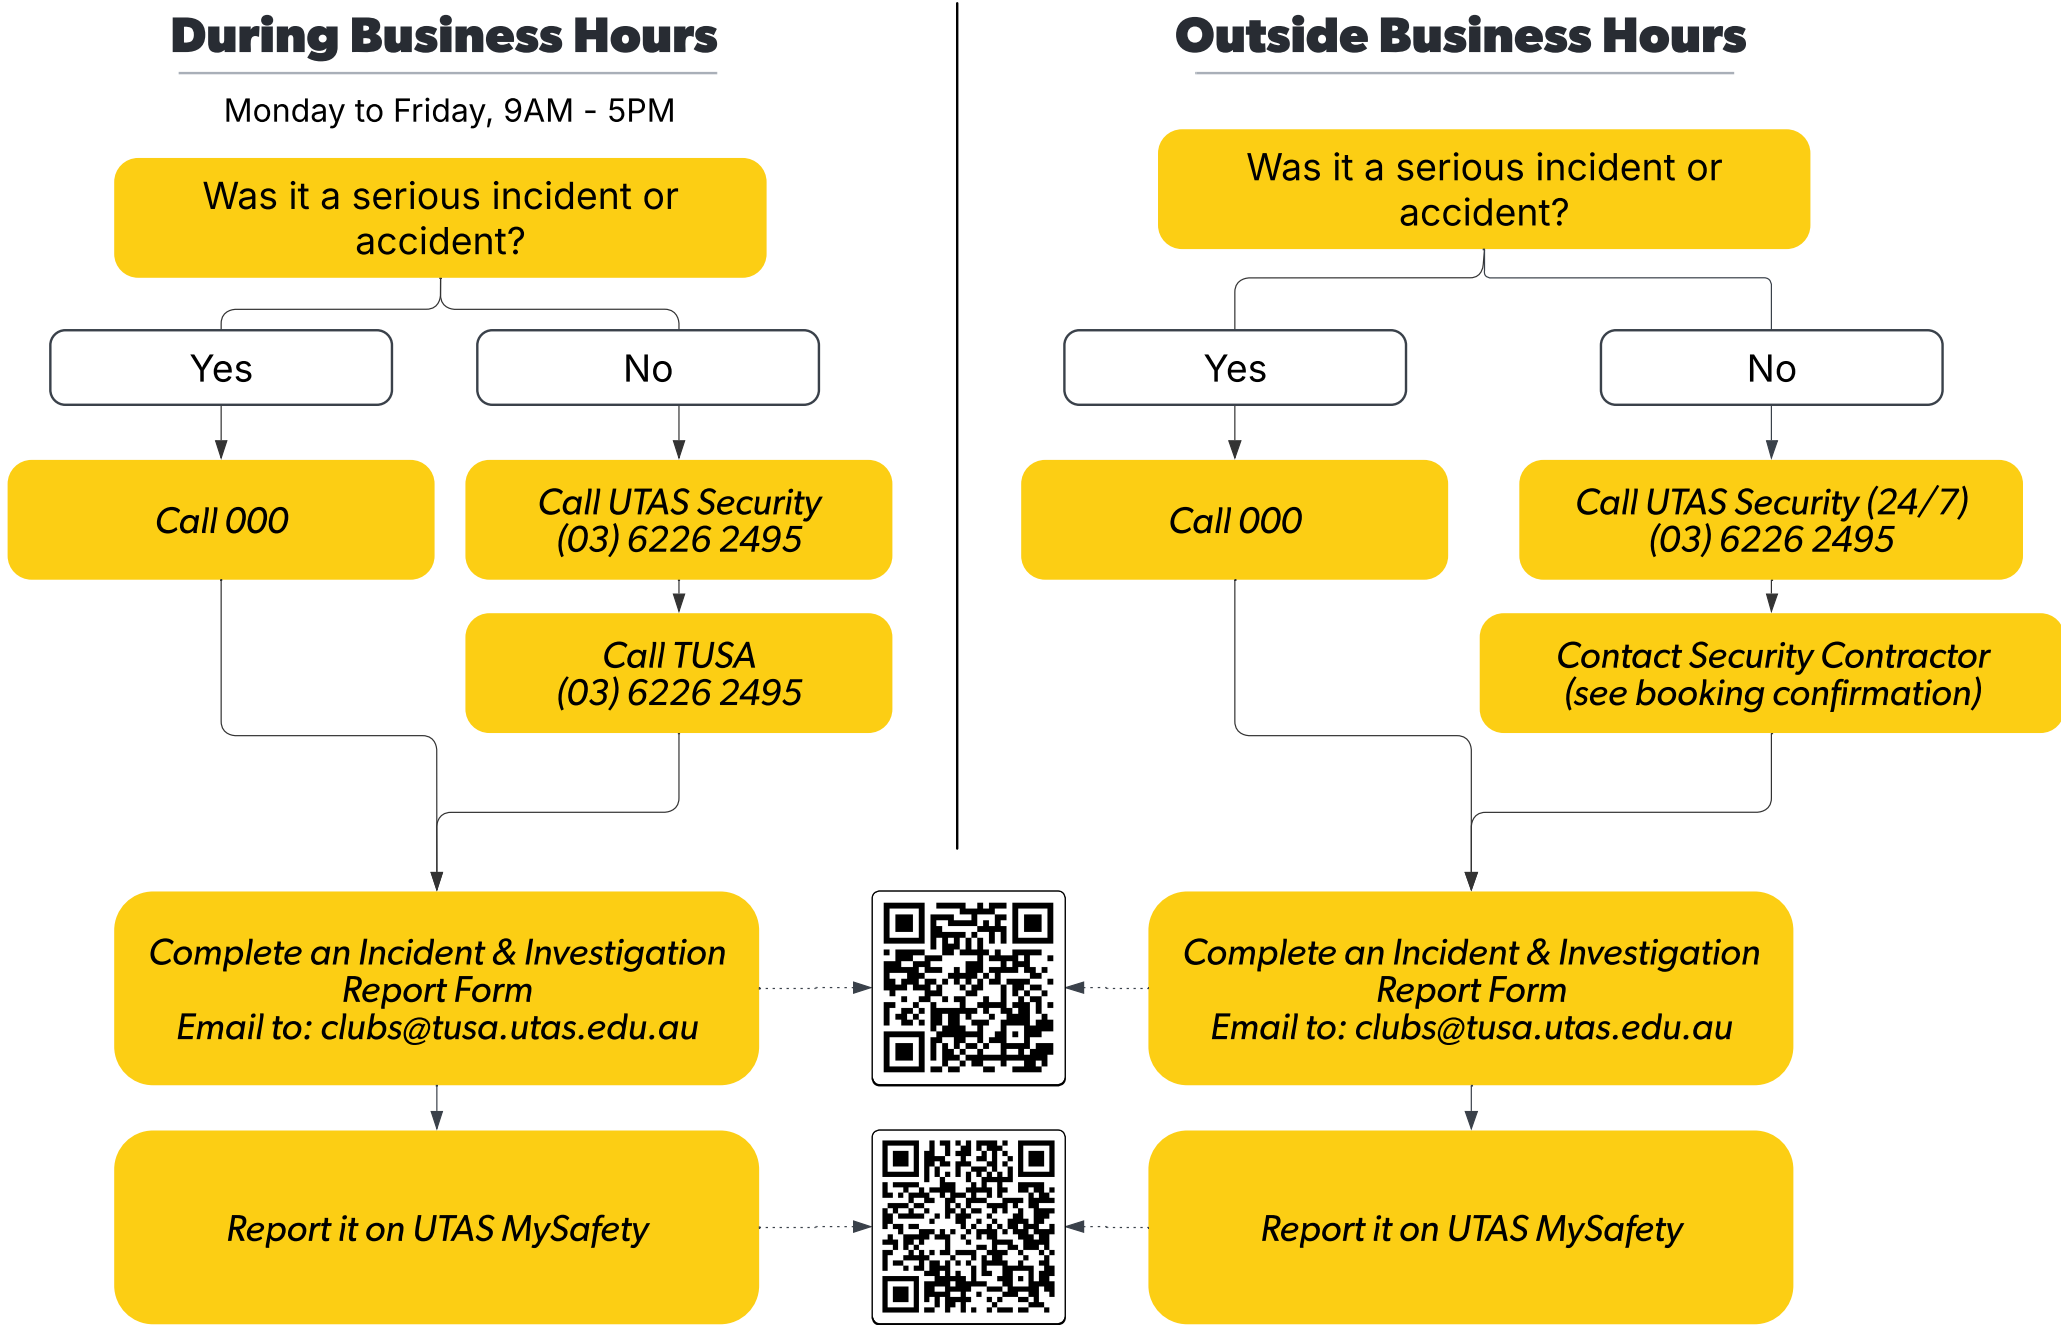 During Business Hours
Monday to Friday, 9AM - 5PM
Was it a serious incident or
accident?
Yes
No
Call 000
Call UTAS Security
(03) 6226 2495
Call TUSA
(03) 6226 2495
Complete an Incident & Investigation
Report Form
Email to: clubs@tusa.utas.edu.au
Report it on UTAS MySafety
Outside Business Hours
Was it a serious incident or
accident?
Yes
No
Call 000
Call UTAS Security (24/7)
(03) 6226 2495
Contact Security Contractor
(see booking confirmation)
Complete an Incident & Investigation
Report Form
Email to: clubs@tusa.utas.edu.au
Report it on UTAS MySafety